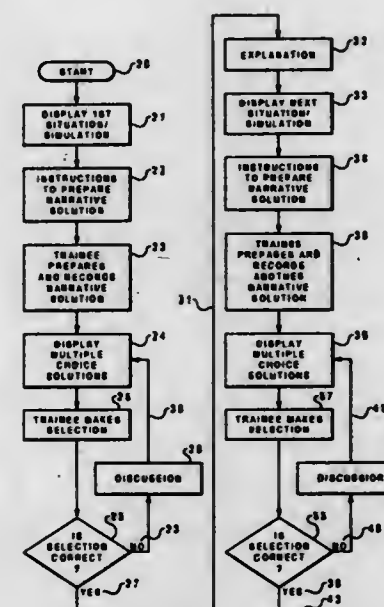 START
20
DISPLAY 1ST
SITUATION/
SIMULATION
21
INSTRUCTIONS
TO PREPARE
NARRATIVE
SOLUTION
22
TRAINEE
PREPARES
AND RECORDS
NARRATIVE
SOLUTION
23
DISPLAY
MULTIPLE
CHOICE
SOLUTIONS
24
TRAINEE MAKES
SELECTION
30
DISCUSSION
IS
SELECTION
CORRECT
?
NO
YES
31
EXPLANATION
32
DISPLAY NEXT
SITUATION/
SIMULATION
33
INSTRUCTIONS
TO PREPARE
NARRATIVE
SOLUTION
TRAINEE
PREPARES AND
RECORDS
ANOTHER
NARRATIVE
SOLUTION
DISPLAY
MULTIPLE
CHOICE
SOLUTIONS
TRAINEE MAKES
SELECTION
DISCUSSION
IS
SELECTION
CORRECT
?
NO
YES
43